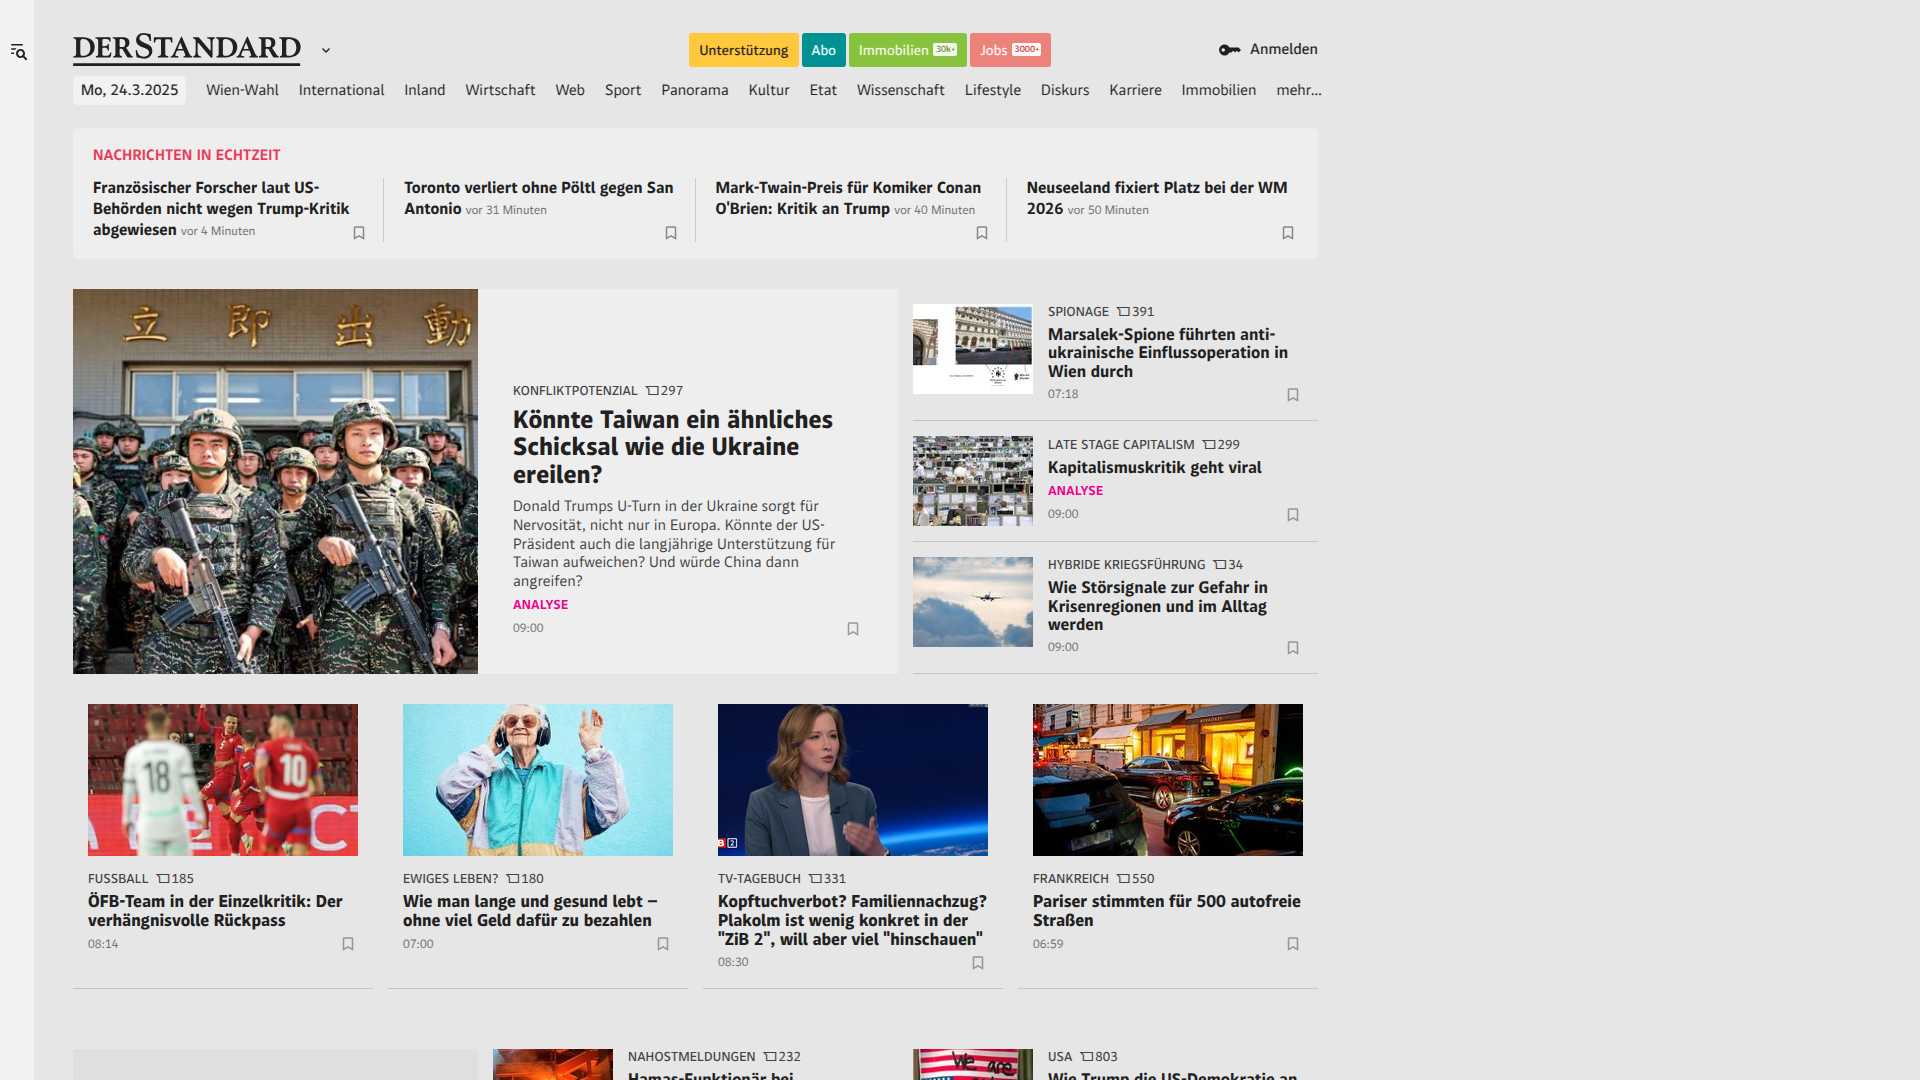 DERSTANDARD
Unterstützung
Abo
Immobilien 30k+
Jobs 3000+
Anmelden
Mo, 24.3.2025
Wien-Wahl
International
Inland
Wirtschaft
Web
Sport
Panorama
Kultur
Etat
Wissenschaft
Lifestyle
Diskurs
Karriere
Immobilien
mehr...
NACHRICHTEN IN ECHTZEIT
Französischer Forscher laut US-
Behörden nicht wegen Trump-Kritik
abgewiesen vor 4 Minuten
Toronto verliert ohne Pöltl gegen San
Antonio vor 31 Minuten
Mark-Twain-Preis für Komiker Conan
O'Brien: Kritik an Trump vor 40 Minuten
Neuseeland fixiert Platz bei der WM
2026 vor 50 Minuten
立即出動
KONFLIKTPOTENZIAL 297
Könnte Taiwan ein ähnliches
Schicksal wie die Ukraine
ereilen?
Donald Trumps U-Turn in der Ukraine sorgt für
Nervosität, nicht nur in Europa. Könnte der US-
Präsident auch die langjährige Unterstützung für
Taiwan aufweichen? Und würde China dann
angreifen?
ANALYSE
09:00
SPIONAGE 391
Marsalek-Spione führten anti-
ukrainische Einflussoperation in
Wien durch
07:18
LATE STAGE CAPITALISM 299
Kapitalismuskritik geht viral
ANALYSE
09:00
HYBRIDE KRIEGSFÜHRUNG 34
Wie Störsignale zur Gefahr in
Krisenregionen und im Alltag
werden
09:00
18
10
FUSSBALL 185
ÖFB-Team in der Einzelkritik: Der
verhängnisvolle Rückpass
08:14
EWIGES LEBEN? 180
Wie man lange und gesund lebt –
ohne viel Geld dafür zu bezahlen
07:00
B 2
TV-TAGEBUCH 331
Kopftuchverbot? Familiennachzug?
Plakolm ist wenig konkret in der
"ZiB 2", will aber viel "hinschauen"
08:30
FRANKREICH 550
Pariser stimmten für 500 autofreie
Straßen
06:59
NAHOSTMELDUNGEN 232
Hamas-Funktionär bei
We are
USA 803
Wie Trump die US-Demokratie an